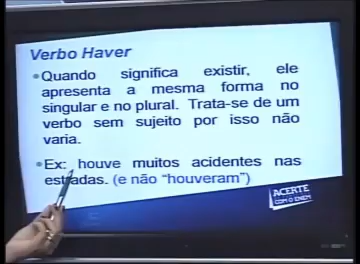 Verbo Haver
•Quando significa existir, ele
apresenta a mesma forma no
singular e no plural. Trata-se de um
verbo sem sujeito por isso não
varia.
•Ex: houve muitos acidentes nas
estradas. (e não “houveram”)
ACERTE
COM O ENEM